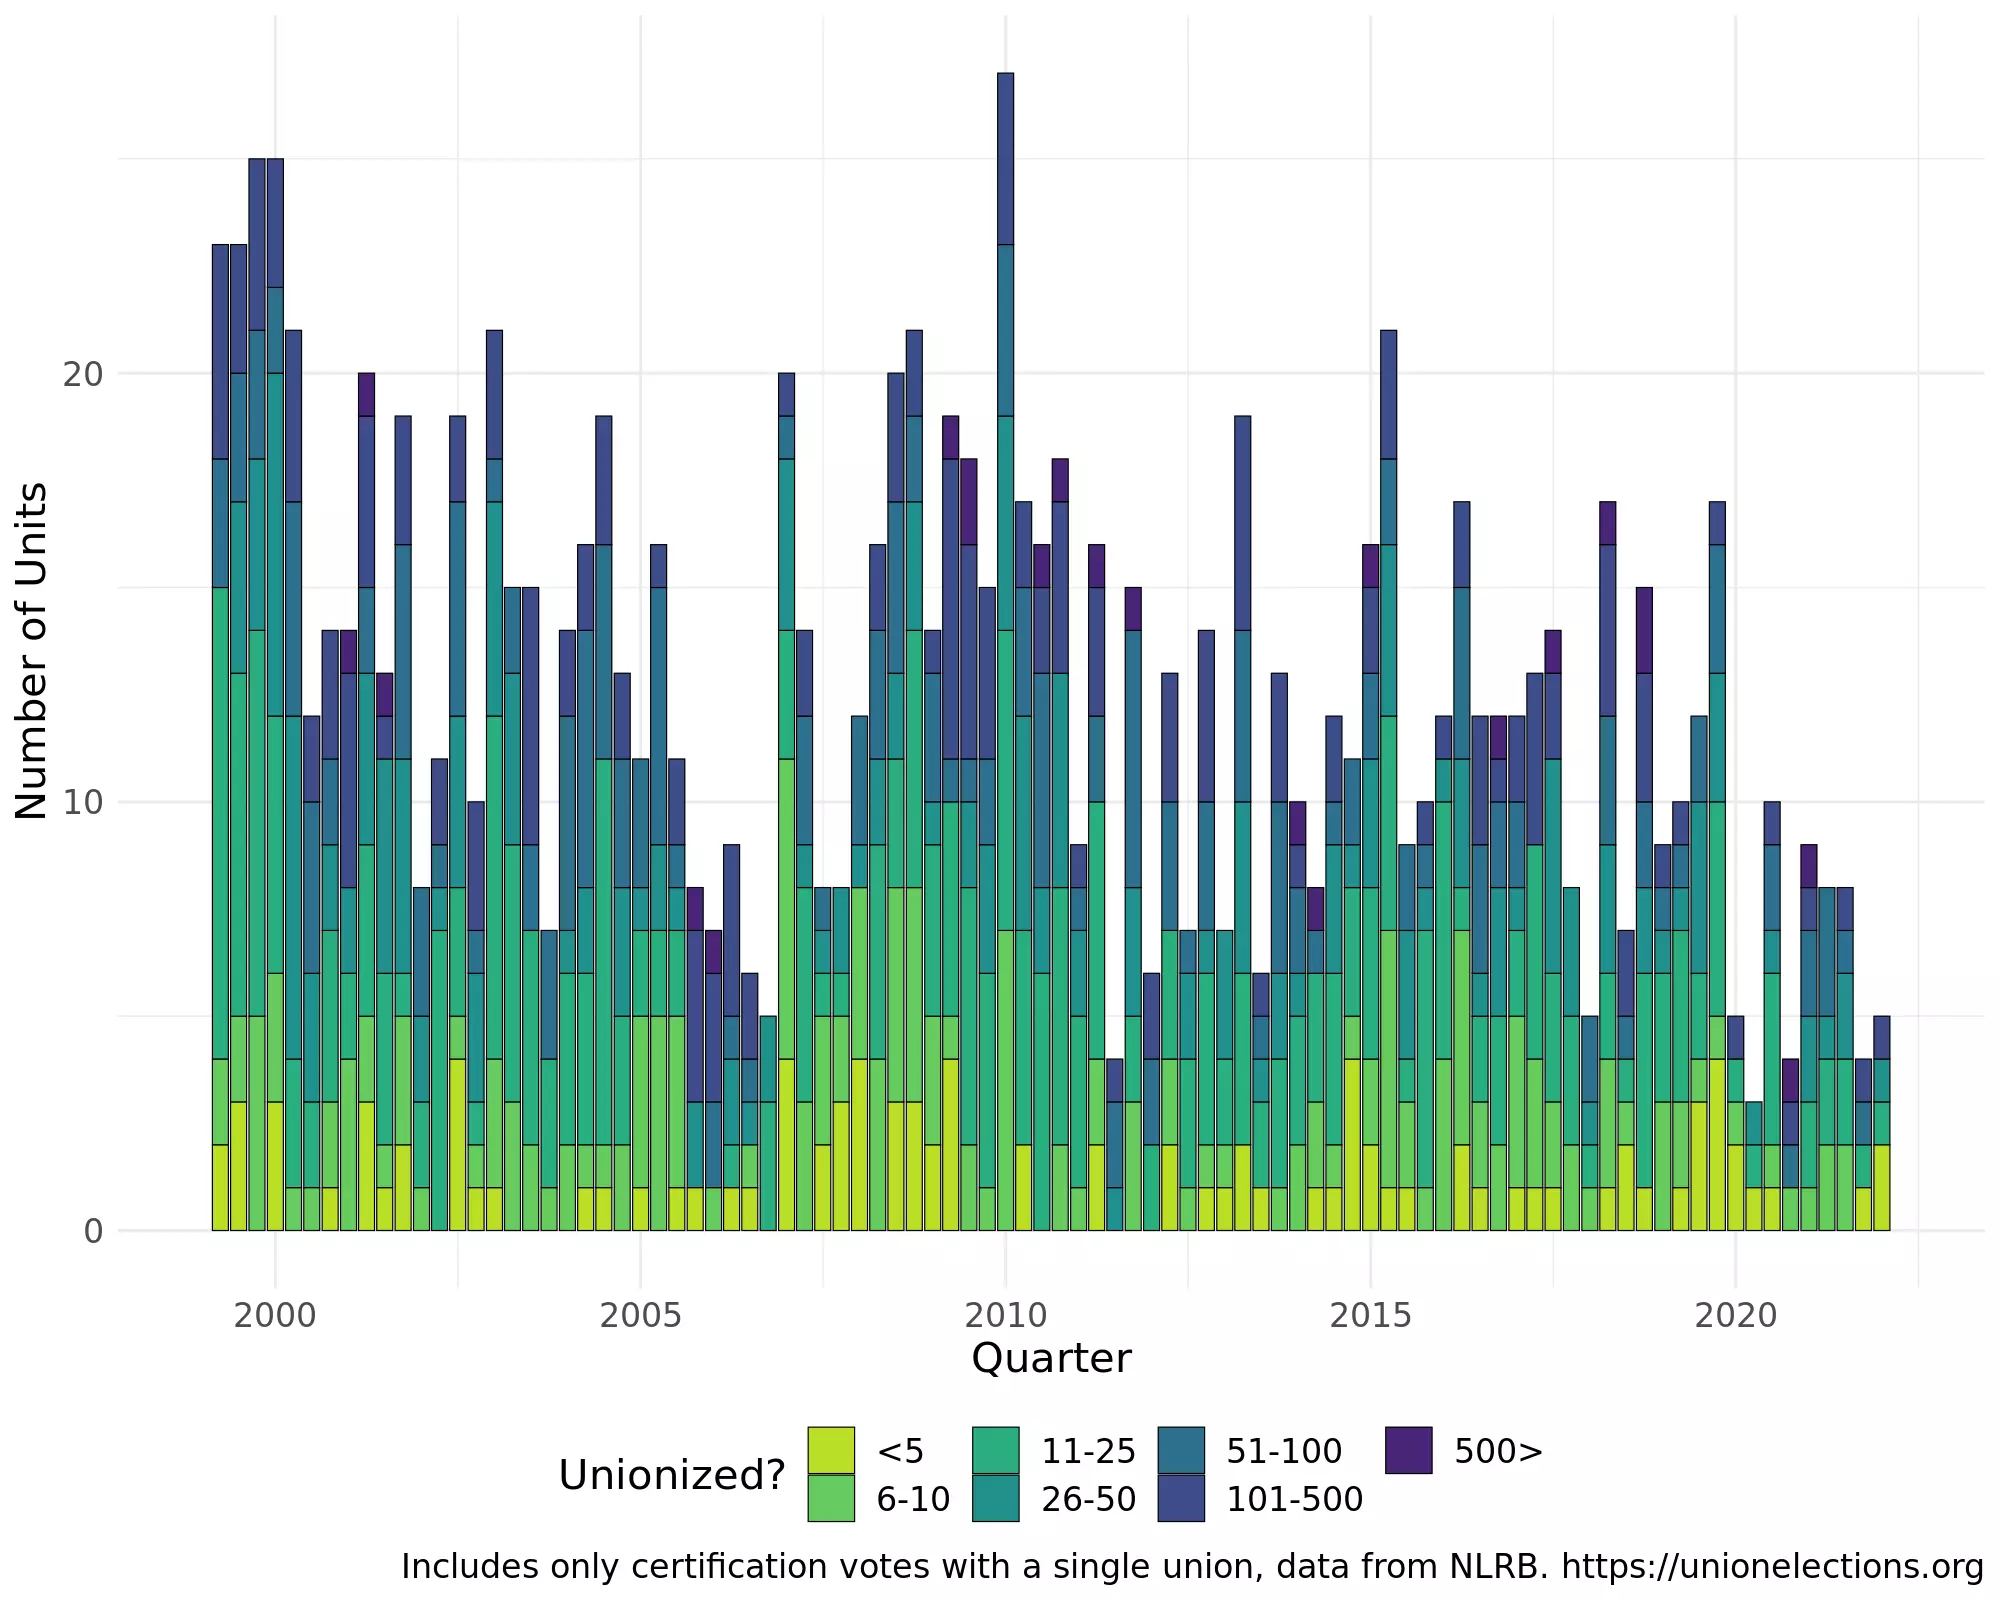 20
10
0
Number of Units
2000 2005 2010 2015 2020
Quarter
Unionized?
<5 11-25 51-100 500>
6-10 26-50 101-500
Includes only certification votes with a single union, data from NLRB. https://unionelections.org